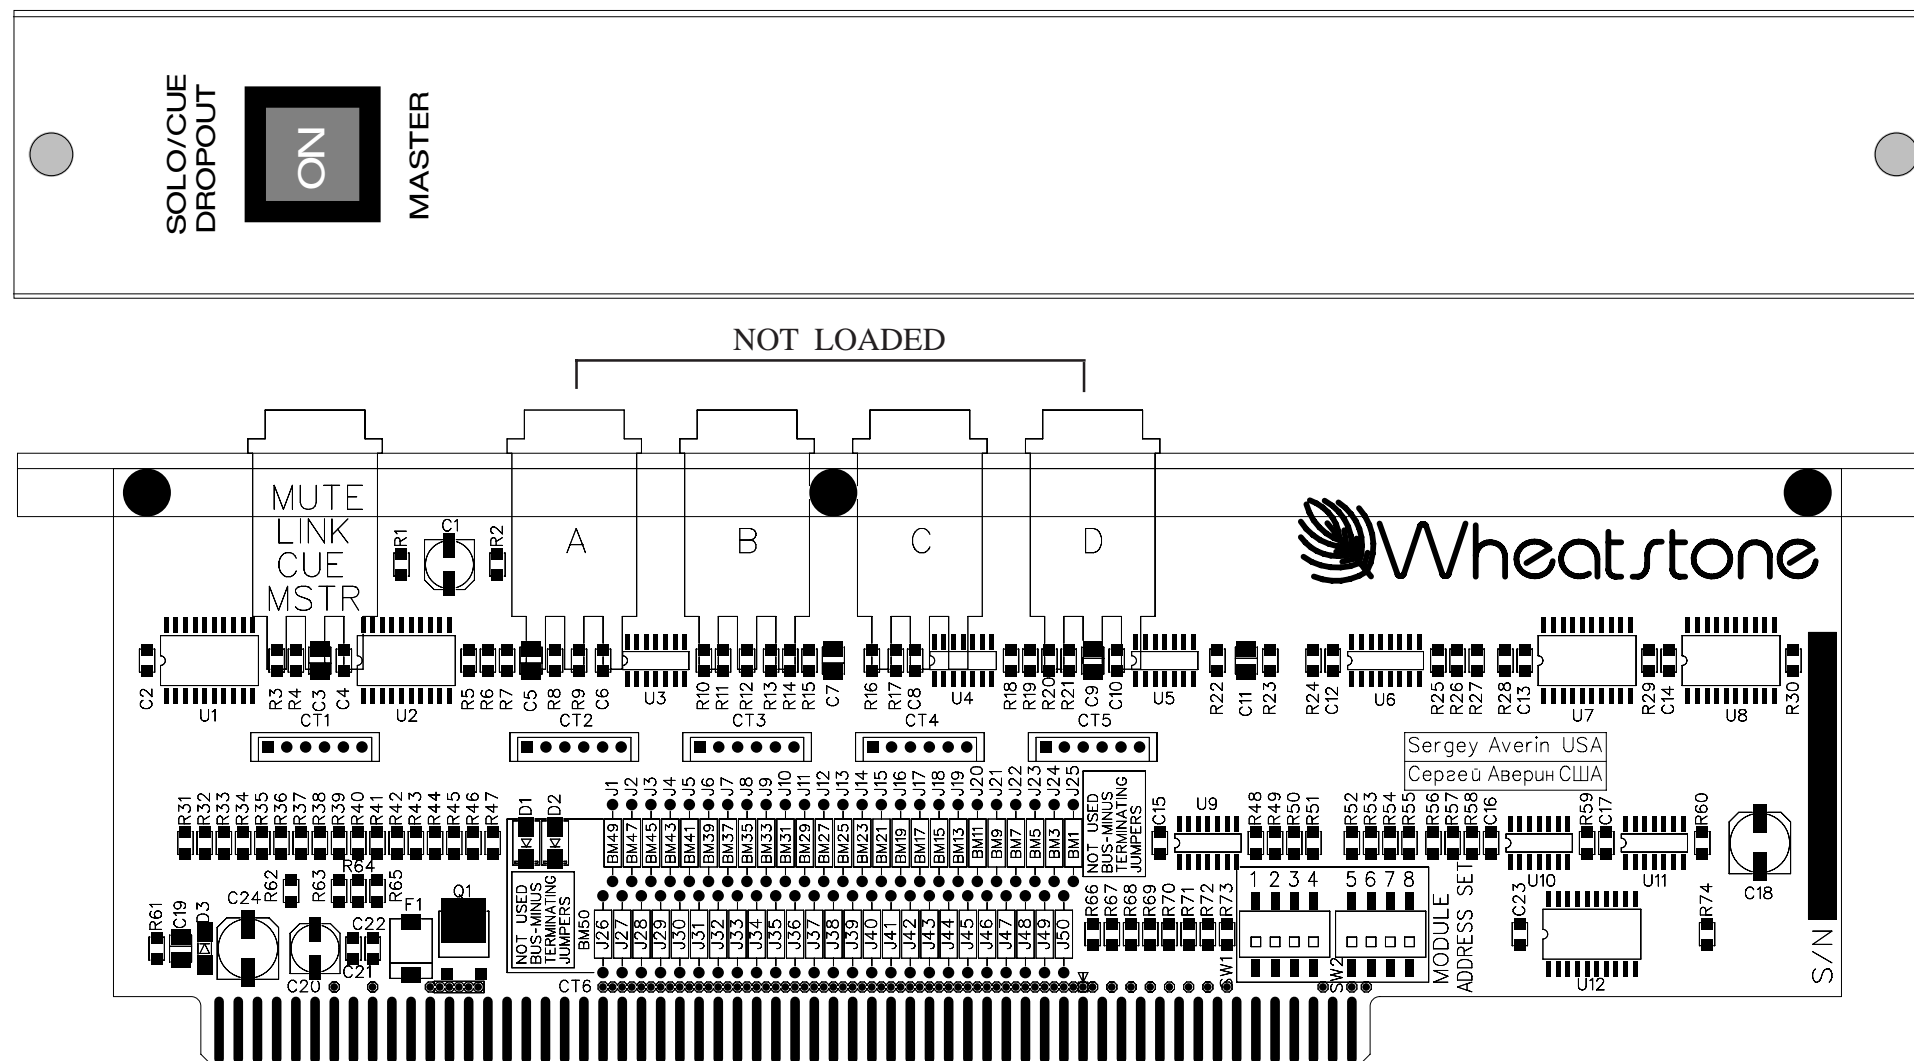 SOLO/CUE
DROPOUT
ON
MASTER
NOT LOADED
MUTE
LINK
CUE
MSTR
A
B
C
D
Wheatstone
R1 C1 R2
C2 U1 R3 R4 C3 C4 U2 R5 R6 R7 C5 R8 R9 C6 U3 R10 R11 R12 R13 R14 R15 C7 R16 R17 C8 U4 R18 R19 R20 R21 C9 C10 U5 R22 C11 R23 R24 C12 U6 R25 R26 R27 R28 C13 U7 R29 C14 U8 R30
CT1 CT2 CT3 CT4 CT5
Sergey Averin USA
Сергей Аверин США
R31 R32 R33 R34 R35 R36 R37 R38 R39 R40 R41 R42 R43 R44 R45 R46 R47 D1 D2
J1 J2 J3 J4 J5 J6 J7 J8 J9 J10 J11 J12 J13 J14 J15 J16 J17 J18 J19 J20 J21 J22 J23 J24 J25
BM49 BM47 BM45 BM43 BM41 BM39 BM37 BM35 BM33 BM31 BM29 BM27 BM25 BM23 BM21 BM19 BM17 BM15 BM13 BM11 BM9 BM7 BM5 BM3 BM1
NOT USED
BUS-MINUS
TERMINATING
JUMPERS
C15 U9 R48 R49 R50 R51 R52 R53 R54 R55 R56 R57 R58 C16 U10 R59 C17 U11 R60 C18
R62 R63 R64 R65
R61 C19 D3 C24 C20 C21 C22 F1 Q1
NOT USED
BUS-MINUS
TERMINATING
JUMPERS
BM50
J26 J27 J28 J29 J30 J31 J32 J33 J34 J35 J36 J37 J38 J39 J40 J41 J42 J43 J44 J45 J46 J47 J48 J49 J50
R66 R67 R68 R69 R70 R71 R72 R73
1 2 3 4 5 6 7 8
SW1 SW2
MODULE
ADDRESS SET
C23 U12 R74
S/N
CT6